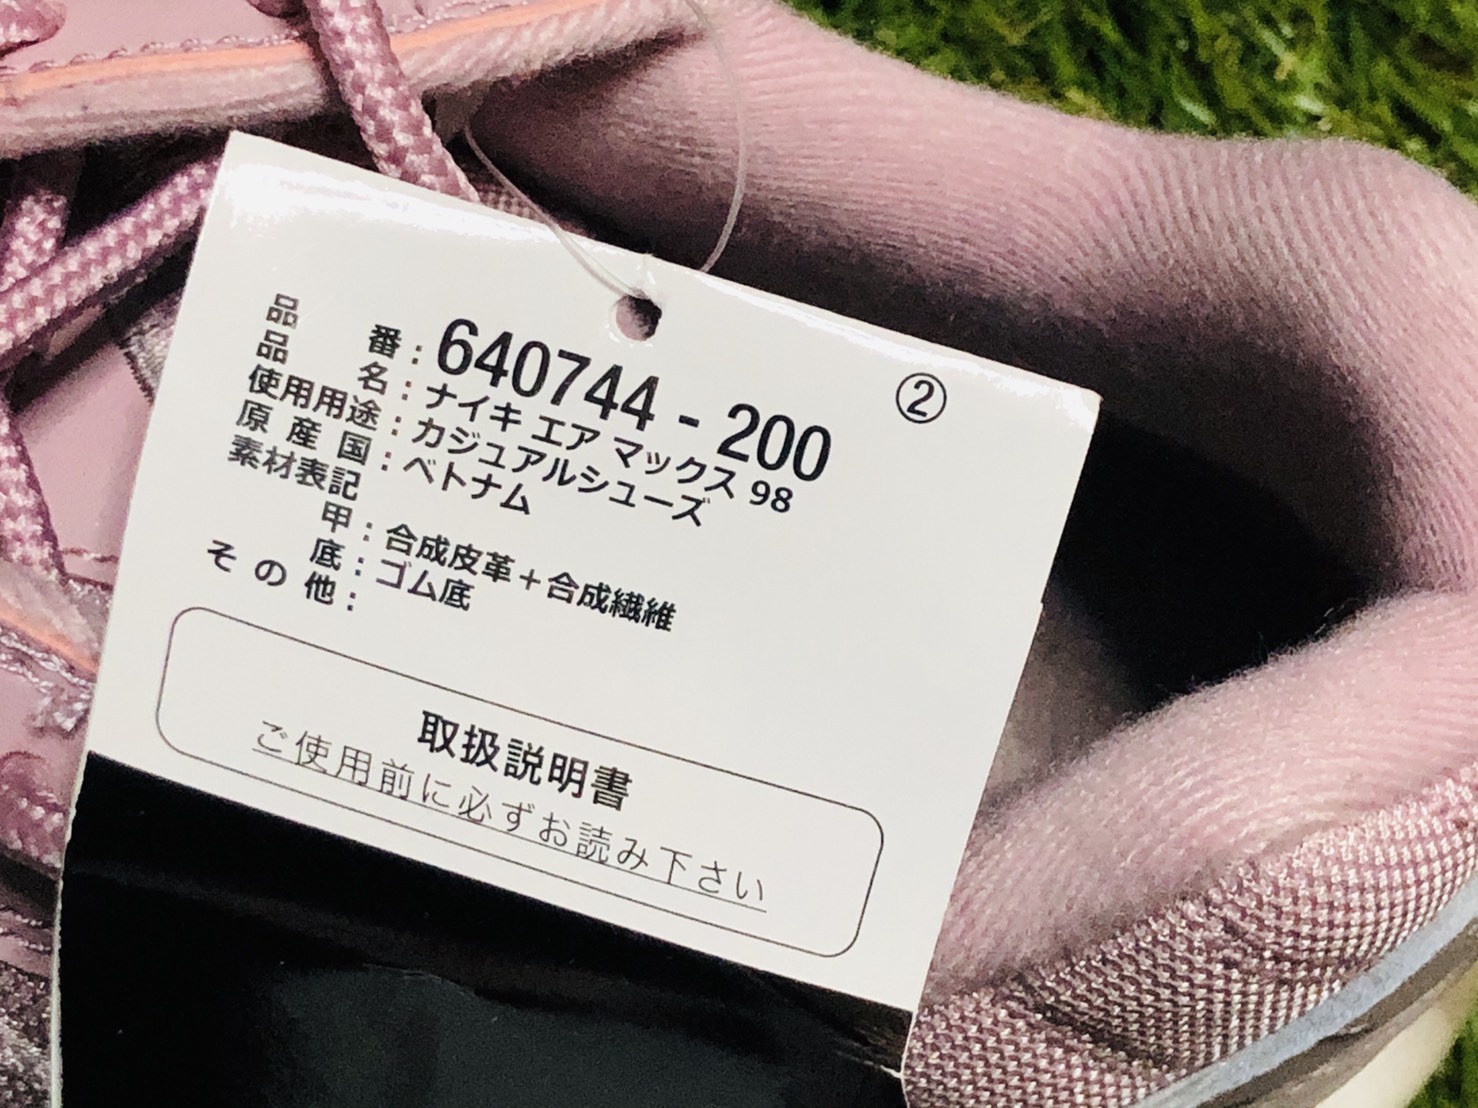 ②
品番:640744-200
品名:ナイキ エア マックス 98
使用用途:カジュアルシューズ
原産国:ベトナム
素材表記
甲:合成皮革+合成繊維
底:ゴム底
その他:
取扱説明書
ご使用前に必ずお読み下さい